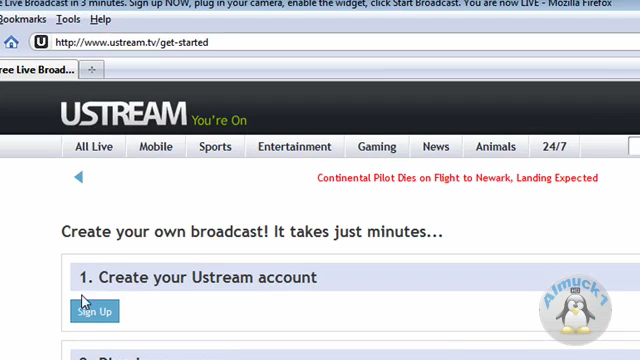 ree Live Broadcast in 3 minutes. Sign up NOW, plug in your camera, enable the widget, click Start Broadcast. You are now LIVE - Mozilla Firefox
Bookmarks Tools Help
U http://www.ustream.tv/get-started
ree Live Broad...
USTREAM You're On
All Live Mobile Sports Entertainment Gaming News Animals 24/7
Continental Pilot Dies on Flight to Newark, Landing Expected
Create your own broadcast! It takes just minutes...
1. Create your Ustream account
Sign Up
Almuck1
HD